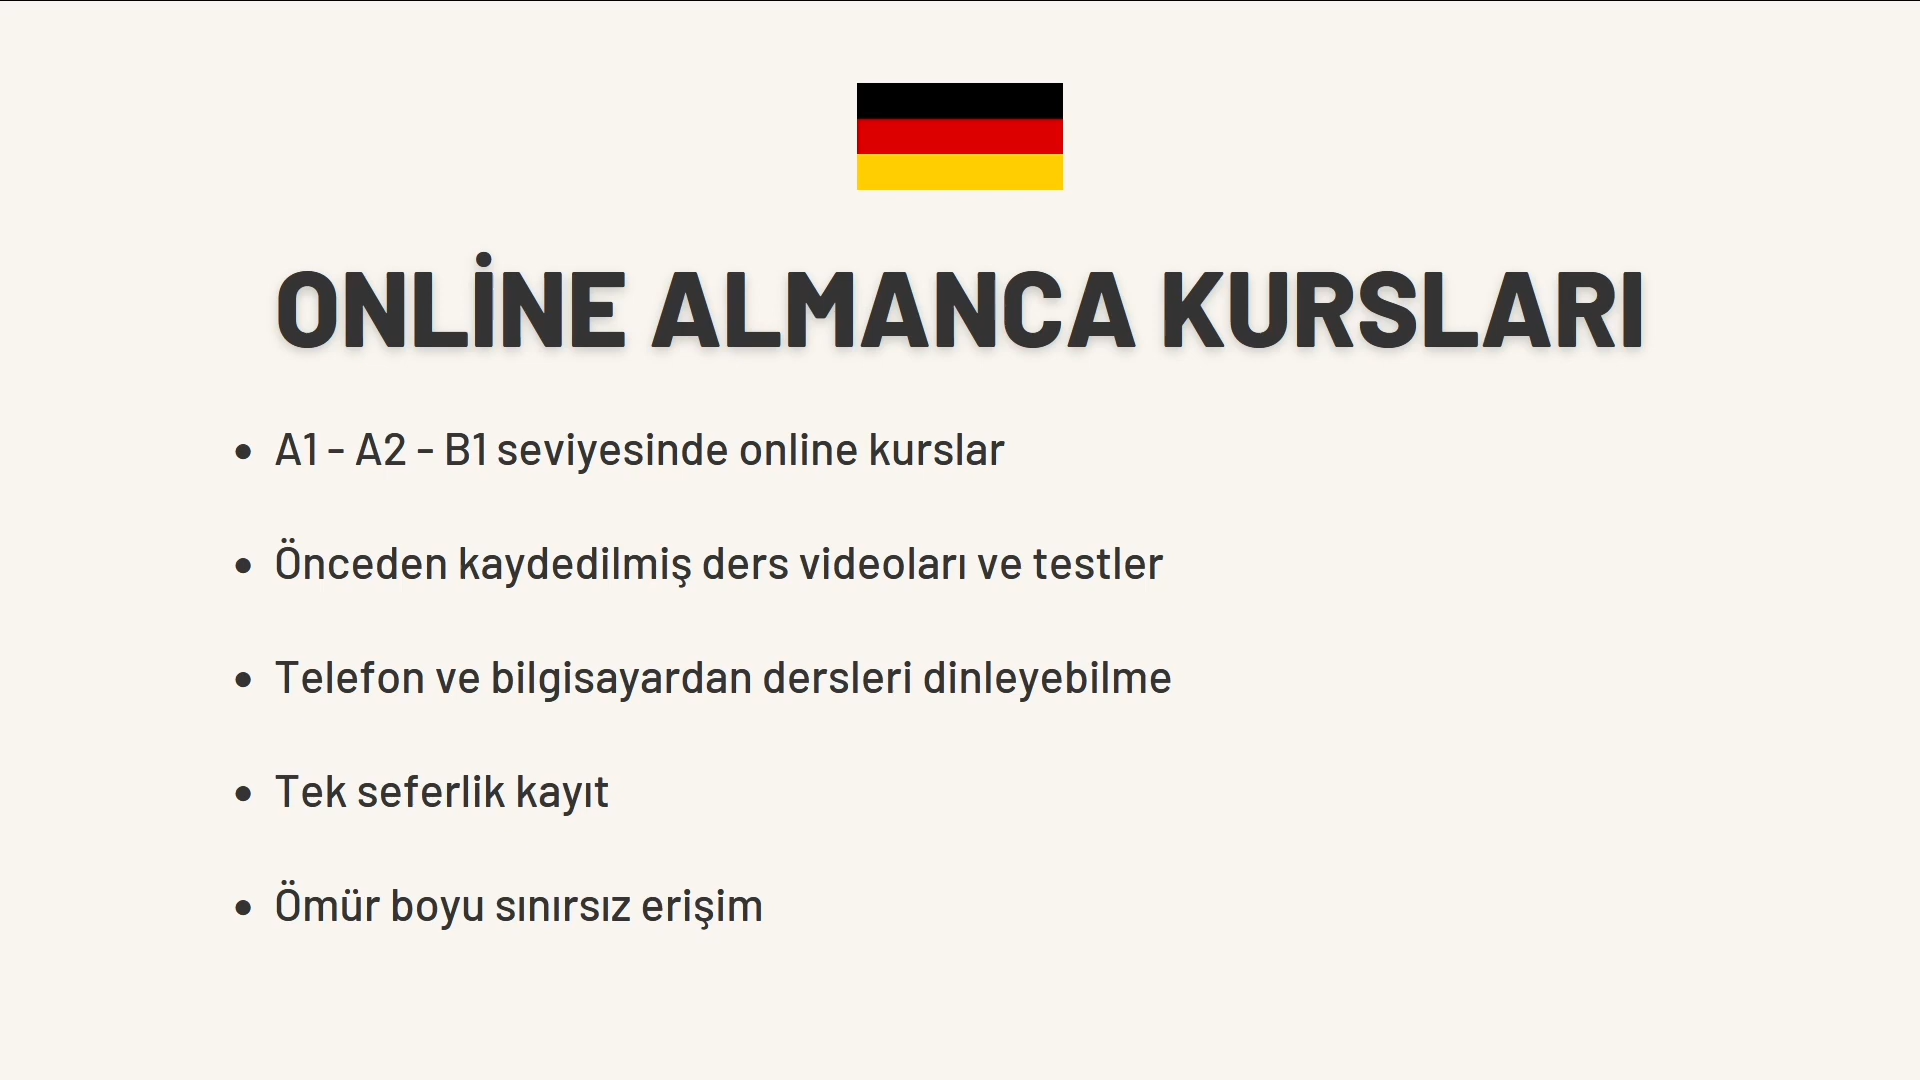 ONLİNE ALMANCA KURSLARI
• A1 - A2 - B1 seviyesinde online kurslar
• Önceden kaydedilmiş ders videoları ve testler
• Telefon ve bilgisayardan dersleri dinleyebilme
• Tek seferlik kayıt
• Ömür boyu sınırsız erişim